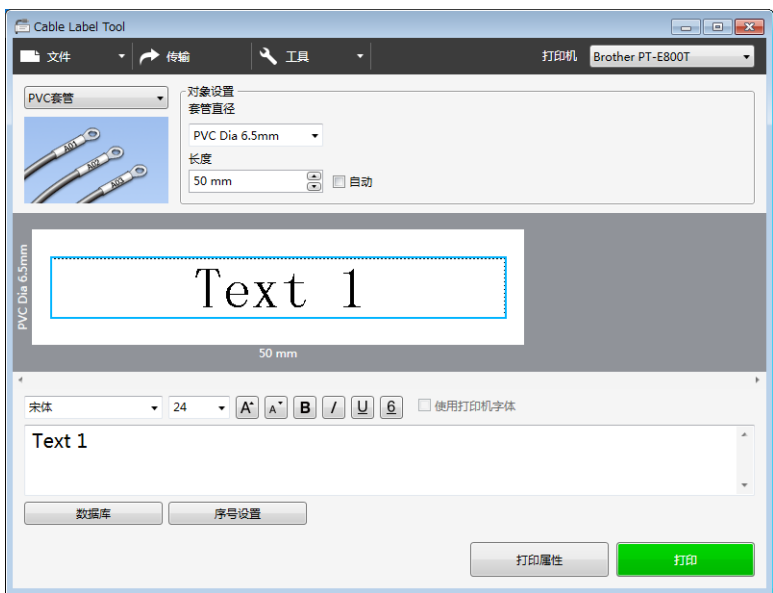 Cable Label Tool
文件 传输 工具 打印机 Brother PT-E800T
PVC套管
对象设置
套管直径
PVC Dia 6.5mm
长度
50 mm 自动
A01
A02
A03
PVC Dia 6.5mm
Text 1
50 mm
宋体 24 A A B I U 6 使用打印机字体
Text 1
数据库 序号设置
打印属性 打印